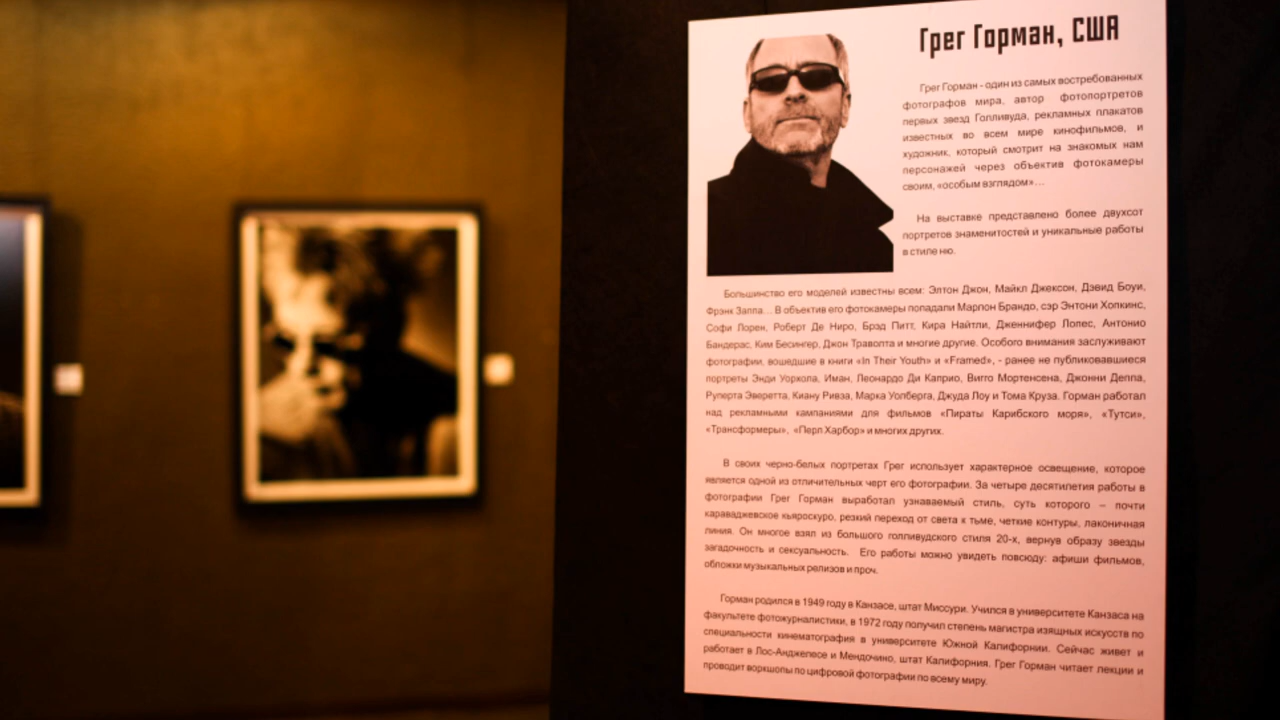 Грег Горман, США
Грег Горман - один из самых востребованных
фотографов мира, автор фотопортретов
первых звезд Голливуда, рекламных плакатов
известных во всем мире кинофильмов, и
художник, который смотрит на знакомых нам
персонажей через объектив фотокамеры
своим, «особым взглядом»…
На выставке представлено более двухсот
портретов знаменитостей и уникальные работы
в стиле ню.
Большинство его моделей известны всем: Элтон Джон, Майкл Джексон, Дэвид Боуи,
Фрэнк Заппа… В объектив его фотокамеры попадали Марлон Брандо, сэр Энтони Хопкинс,
Софи Лорен, Роберт Де Ниро, Брэд Питт, Кира Найтли, Дженнифер Лопес, Антонио
Бандерас, Ким Бесингер, Джон Траволта и многие другие. Особого внимания заслуживают
фотографии, вошедшие в книги «In Their Youth» и «Framed», - ранее не публиковавшиеся
портреты Энди Уорхола, Иман, Леонардо Ди Каприо, Вигго Мортенсена, Джонни Деппа,
Руперта Эверетта, Киану Ривза, Марка Уолберга, Джуда Лоу и Тома Круза. Горман работал
над рекламными кампаниями для фильмов «Пираты Карибского моря», «Тутси»,
«Трансформеры», «Перл Харбор» и многих других.
В своих черно-белых портретах Грег использует характерное освещение, которое
является одной из отличительных черт его фотографии. За четыре десятилетия работы в
фотографии Грег Горман выработал узнаваемый стиль, суть которого – почти
караваджевское кьяроскуро, резкий переход от света к тьме, четкие контуры, лаконичная
линия. Он многое взял из большого голливудского стиля 20-х, вернув образу звезды
загадочность и сексуальность. Его работы можно увидеть повсюду: афиши фильмов,
обложки музыкальных релизов и проч.
Горман родился в 1949 году в Канзасе, штат Миссури. Учился в университете Канзаса на
факультете фотожурналистики, в 1972 году получил степень магистра изящных искусств по
специальности кинематография в университете Южной Калифорнии. Сейчас живет и
работает в Лос-Анджелесе и Мендочино, штат Калифорния. Грег Горман читает лекции и
проводит воркшопы по цифровой фотографии по всему миру.